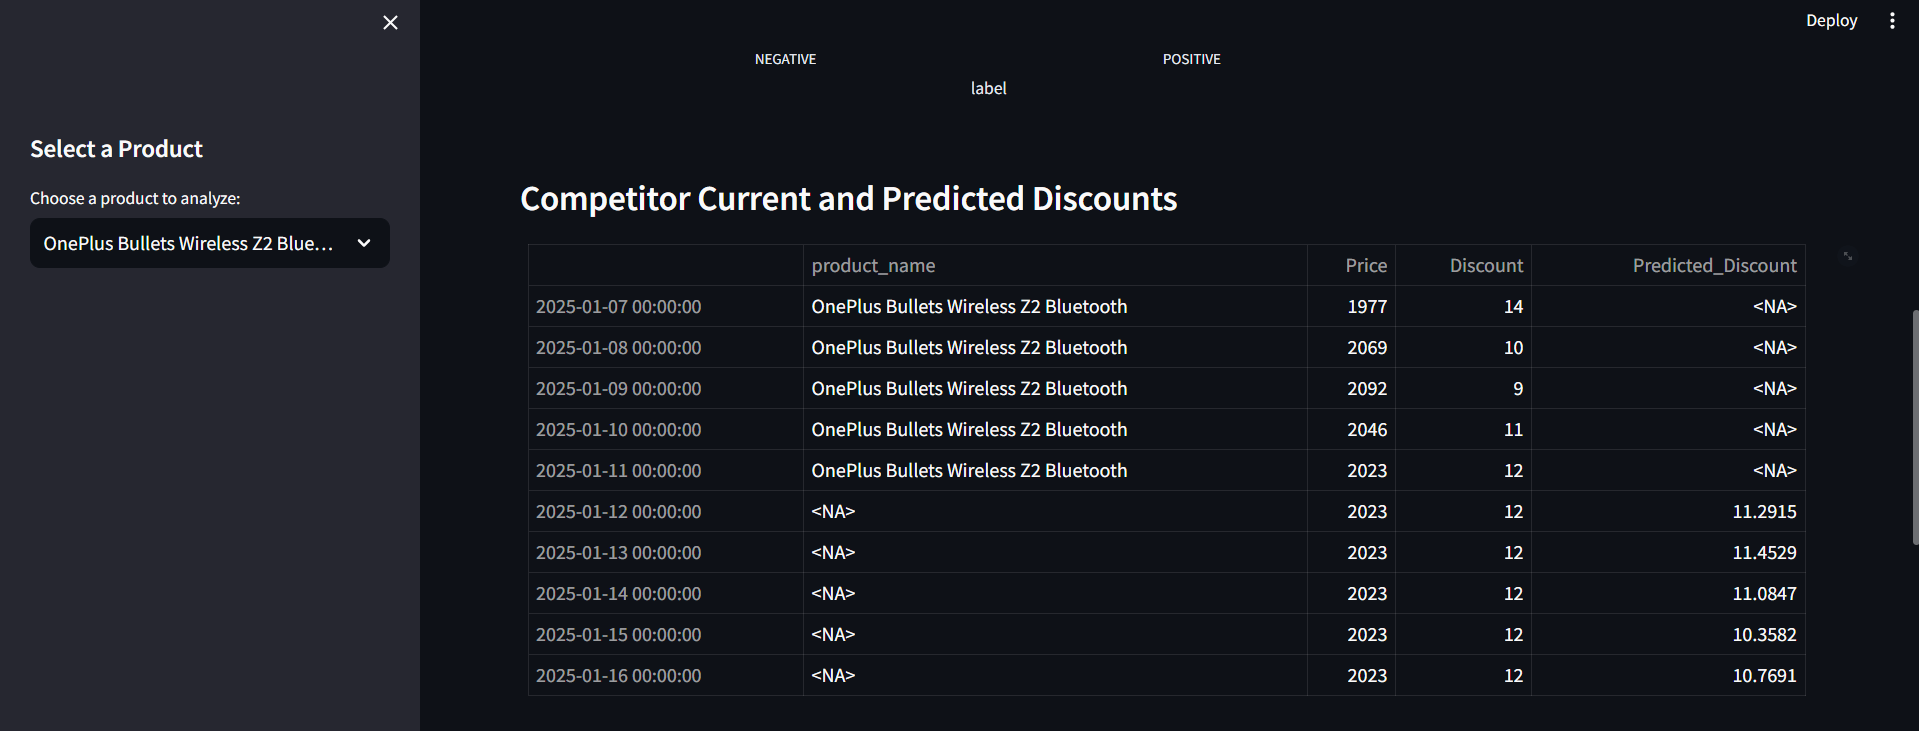 Deploy
NEGATIVE POSITIVE
label
Select a Product
Choose a product to analyze:
OnePlus Bullets Wireless Z2 Blue...
Competitor Current and Predicted Discounts
product_name Price Discount Predicted_Discount
2025-01-07 00:00:00 OnePlus Bullets Wireless Z2 Bluetooth 1977 14 <NA>
2025-01-08 00:00:00 OnePlus Bullets Wireless Z2 Bluetooth 2069 10 <NA>
2025-01-09 00:00:00 OnePlus Bullets Wireless Z2 Bluetooth 2092 9 <NA>
2025-01-10 00:00:00 OnePlus Bullets Wireless Z2 Bluetooth 2046 11 <NA>
2025-01-11 00:00:00 OnePlus Bullets Wireless Z2 Bluetooth 2023 12 <NA>
2025-01-12 00:00:00 <NA> 2023 12 11.2915
2025-01-13 00:00:00 <NA> 2023 12 11.4529
2025-01-14 00:00:00 <NA> 2023 12 11.0847
2025-01-15 00:00:00 <NA> 2023 12 10.3582
2025-01-16 00:00:00 <NA> 2023 12 10.7691